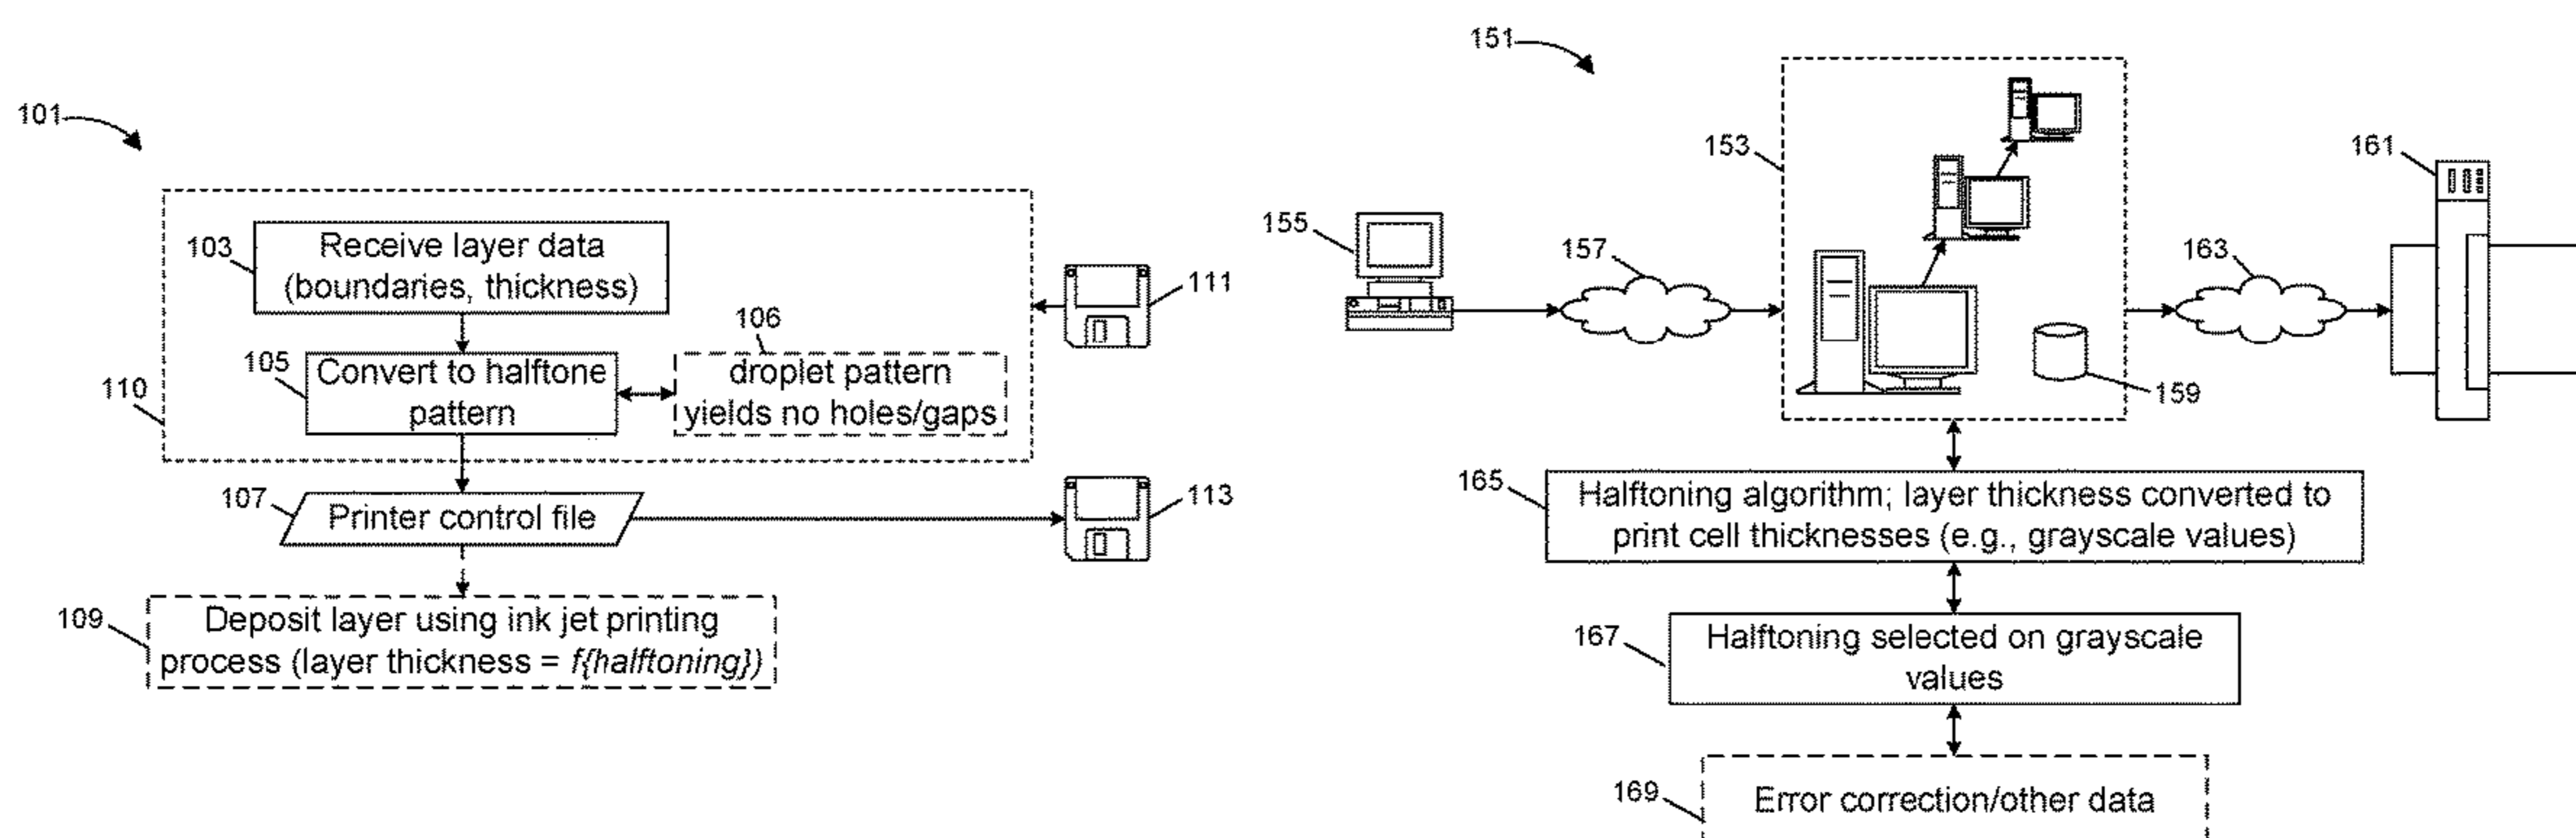 101
103
Receive layer data
(boundaries, thickness)
111
106
105
Convert to halftone
pattern
droplet pattern
yields no holes/gaps
110
107
Printer control file
113
109
Deposit layer using ink jet printing
process (layer thickness = f{halftoning})
151
153
161
155
157
163
159
165
Halftoning algorithm; layer thickness converted to
print cell thicknesses (e.g., grayscale values)
167
Halftoning selected on grayscale
values
169
Error correction/other data